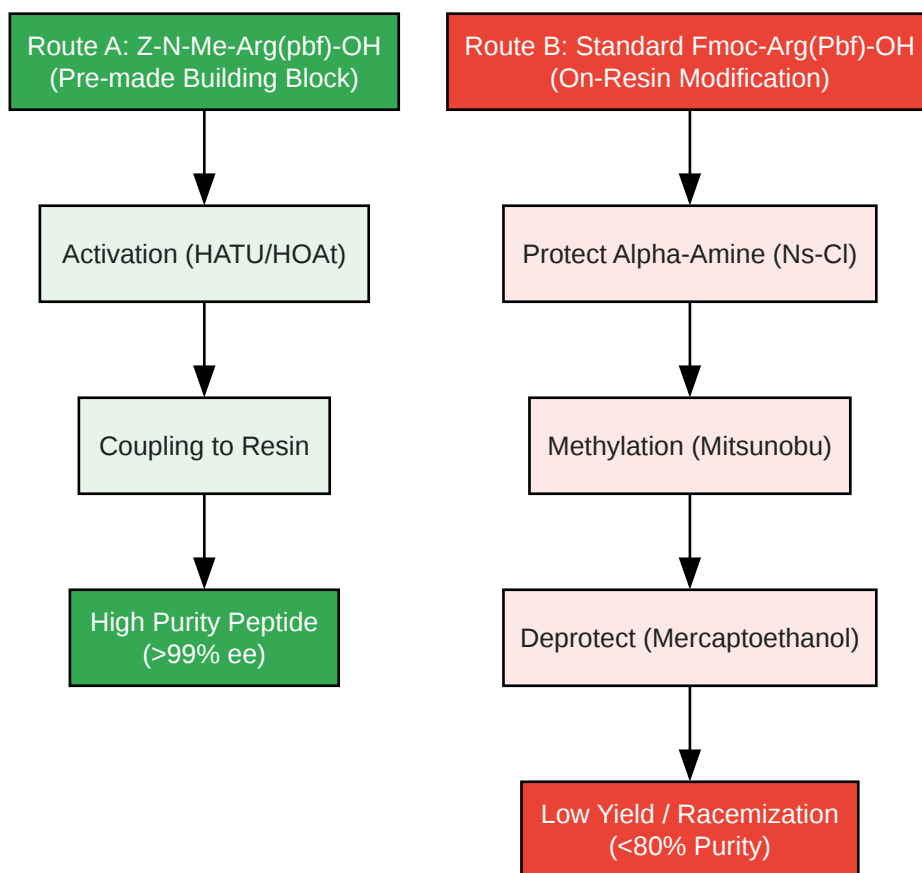 Route A: Z-N-Me-Arg(pbf)-OH
(Pre-made Building Block)
Activation (HATU/HOAt)
Coupling to Resin
High Purity Peptide
(>99% ee)
Route B: Standard Fmoc-Arg(Pbf)-OH
(On-Resin Modification)
Protect Alpha-Amine (Ns-Cl)
Methylation (Mitsunobu)
Deprotect (Mercaptoethanol)
Low Yield / Racemization
(<80% Purity)